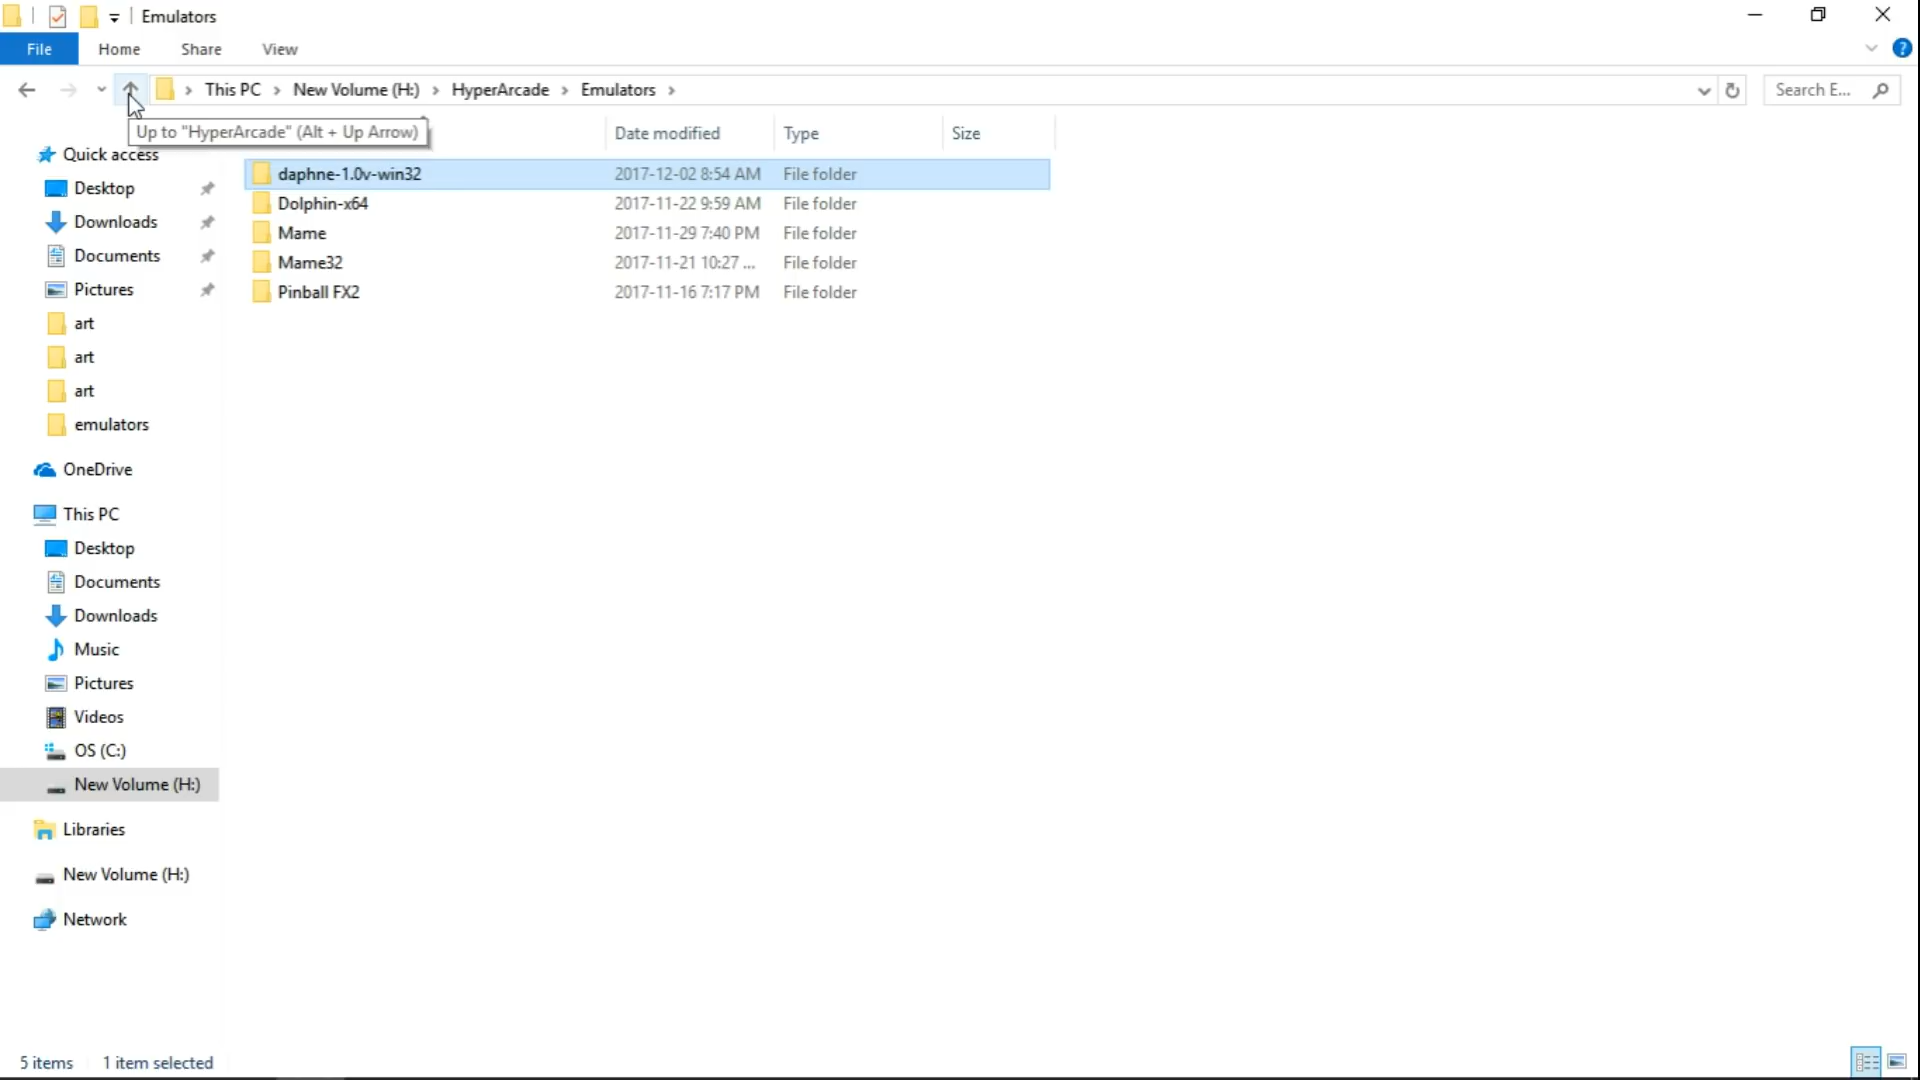 Emulators
File Home Share View
This PC New Volume (H:) HyperArcade Emulators Search E...
Up to "HyperArcade" (Alt + Up Arrow)
Date modified Type Size
Quick access
Desktop
Downloads
Documents
Pictures
art
art
art
emulators
OneDrive
This PC
Desktop
Documents
Downloads
Music
Pictures
Videos
OS (C:)
New Volume (H:)
Libraries
New Volume (H:)
Network
daphne-1.0v-win32 2017-12-02 8:54 AM File folder
Dolphin-x64 2017-11-22 9:59 AM File folder
Mame 2017-11-29 7:40 PM File folder
Mame32 2017-11-21 10:27 ... File folder
Pinball FX2 2017-11-16 7:17 PM File folder
5 items 1 item selected